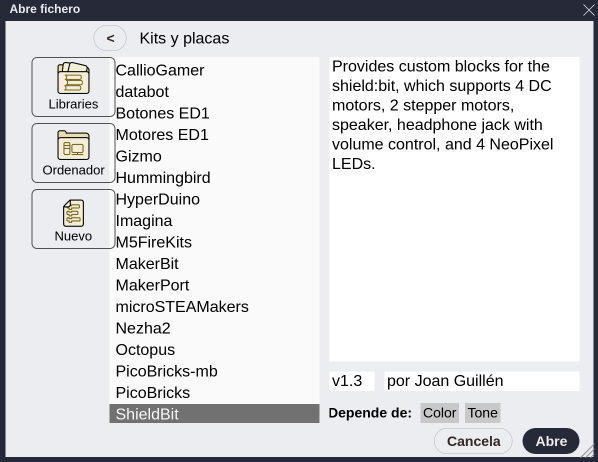 Abre fichero
< Kits y placas
Libraries
Ordenador
Nuevo
CallioGamer
databot
Botones ED1
Motores ED1
Gizmo
Hummingbird
HyperDuino
Imagina
M5FireKits
MakerBit
MakerPort
microSTEAMakers
Nezha2
Octopus
PicoBricks-mb
PicoBricks
ShieldBit
Provides custom blocks for the
shield:bit, which supports 4 DC
motors, 2 stepper motors,
speaker, headphone jack with
volume control, and 4 NeoPixel
LEDs.
v1.3 por Joan Guillén
Depende de: Color Tone
Cancela Abre